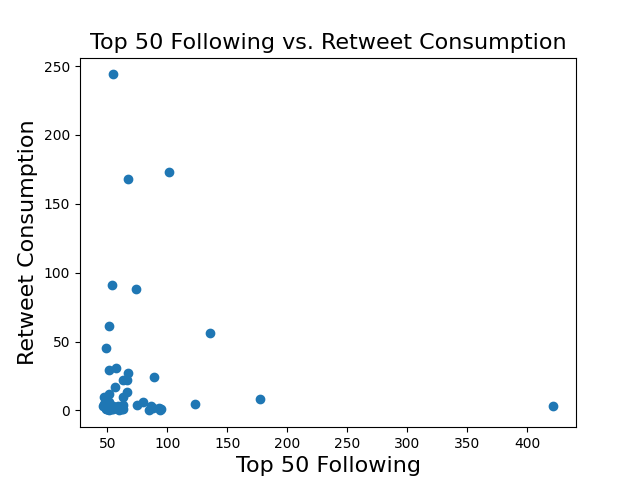 Top 50 Following vs. Retweet Consumption
250
200
150
100
50
0
Retweet Consumption
50 100 150 200 250 300 350 400
Top 50 Following